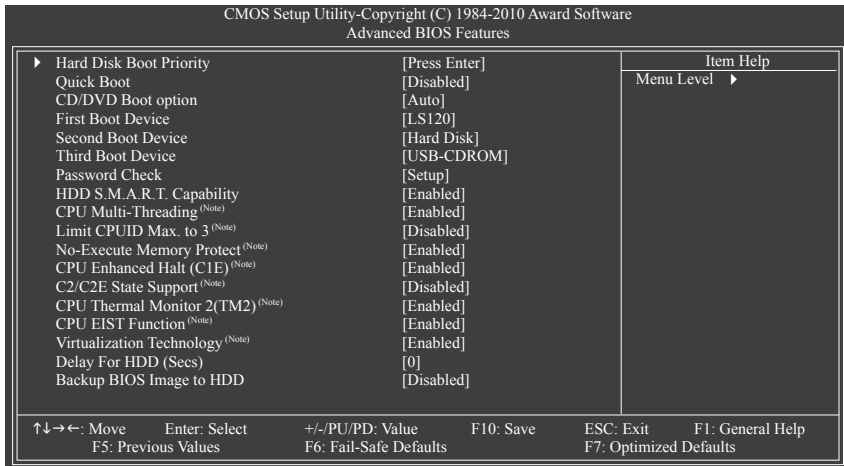 CMOS Setup Utility-Copyright (C) 1984-2010 Award Software
Advanced BIOS Features
Hard Disk Boot Priority [Press Enter]
Quick Boot [Disabled]
CD/DVD Boot option [Auto]
First Boot Device [LS120]
Second Boot Device [Hard Disk]
Third Boot Device [USB-CDROM]
Password Check [Setup]
HDD S.M.A.R.T. Capability [Enabled]
CPU Multi-Threading (Note) [Enabled]
Limit CPUID Max. to 3 (Note) [Disabled]
No-Execute Memory Protect (Note) [Enabled]
CPU Enhanced Halt (C1E) (Note) [Enabled]
C2/C2E State Support (Note) [Disabled]
CPU Thermal Monitor 2(TM2) (Note) [Enabled]
CPU EIST Function (Note) [Enabled]
Virtualization Technology (Note) [Enabled]
Delay For HDD (Secs) [0]
Backup BIOS Image to HDD [Disabled]
Item Help
Menu Level ▶
↑↓→←: Move Enter: Select +/-/PU/PD: Value F10: Save ESC: Exit F1: General Help
F5: Previous Values F6: Fail-Safe Defaults F7: Optimized Defaults